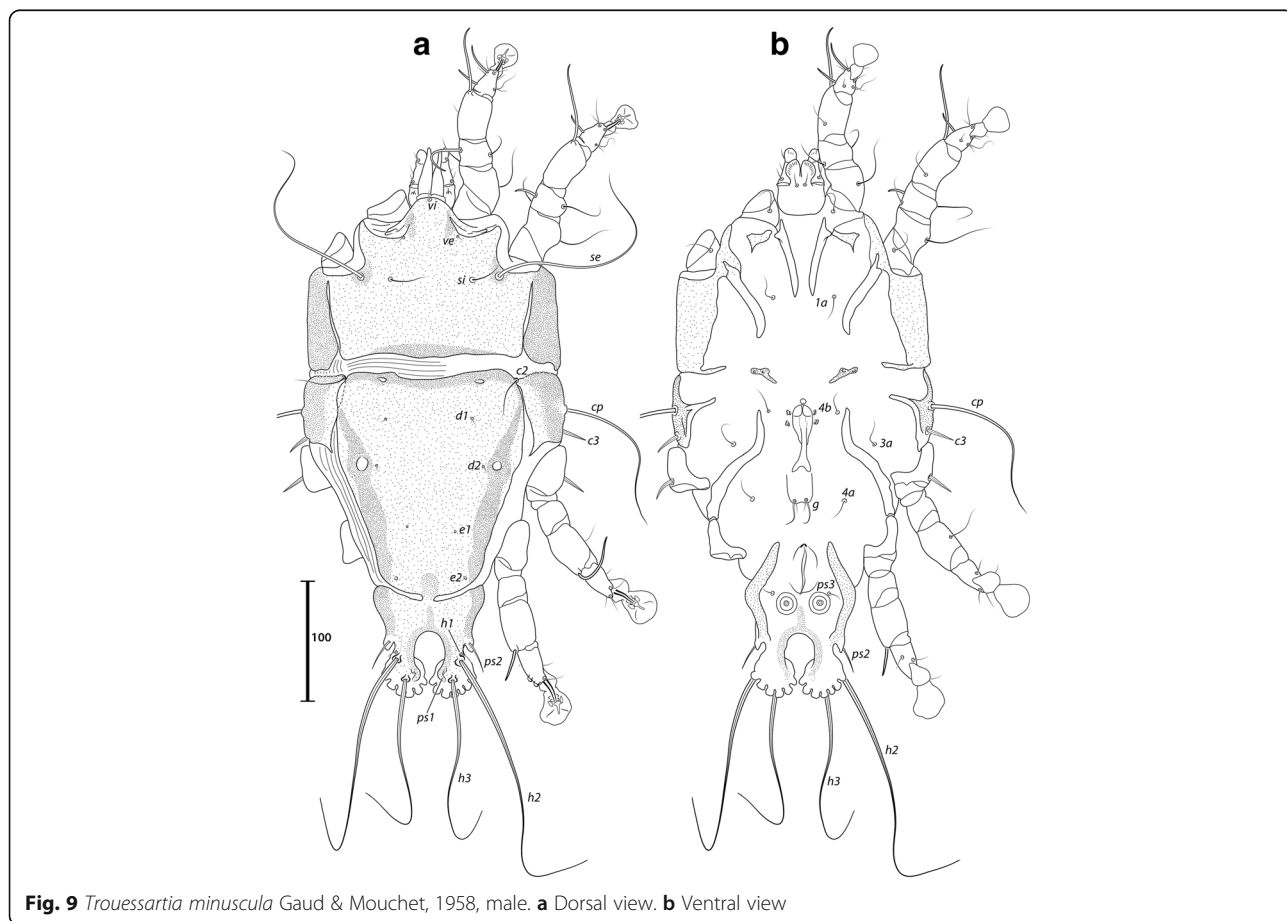 a
b
vi
ve
se
si
1a
c2
cp
d1
c3
d2
e1
e2
h1
ps2
ps1
h3
h2
100
4b
cp
3a
c3
4a
g
ps3
ps2
h2
h3
Fig. 9 Trouessartia minuscula Gaud & Mouchet, 1958, male. a Dorsal view. b Ventral view